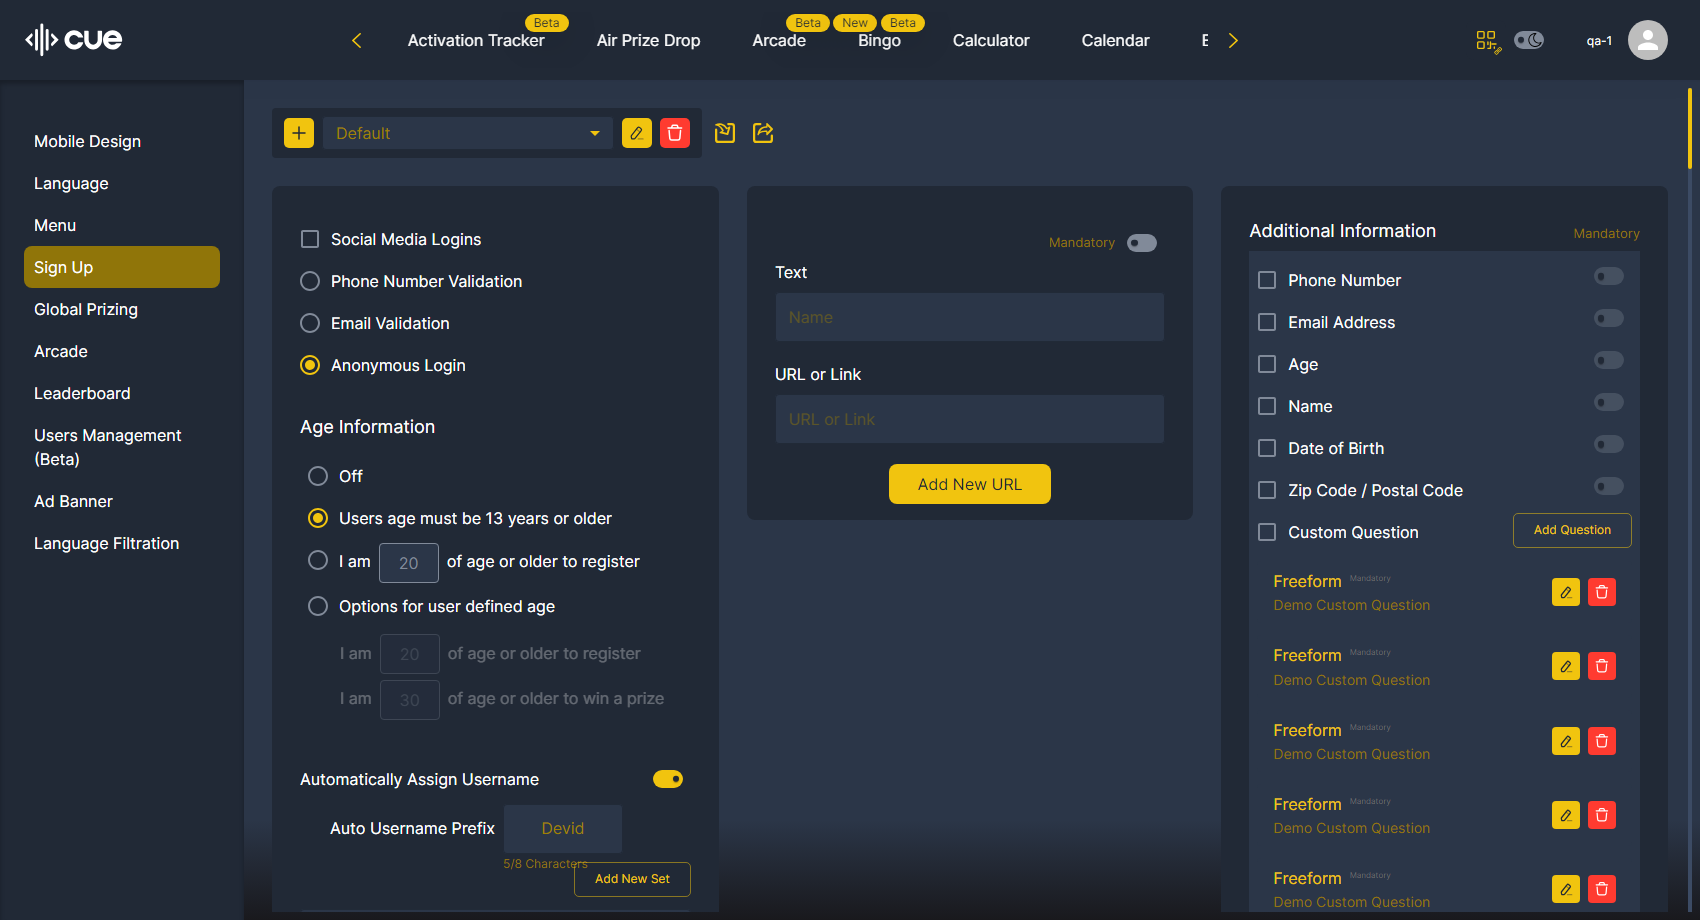 cue
Activation Tracker Beta
Air Prize Drop
Arcade Beta
Bingo New Beta
Calculator
Calendar
qa-1
Mobile Design
Language
Menu
Sign Up
Global Prizing
Arcade
Leaderboard
Users Management
(Beta)
Ad Banner
Language Filtration
Default
Social Media Logins
Phone Number Validation
Email Validation
Anonymous Login
Age Information
Off
Users age must be 13 years or older
I am 20 of age or older to register
Options for user defined age
I am 20 of age or older to register
I am 30 of age or older to win a prize
Automatically Assign Username
Auto Username Prefix Devid
5/8 Characters
Add New Set
Mandatory
Text
Name
URL or Link
URL or Link
Add New URL
Additional Information Mandatory
Phone Number
Email Address
Age
Name
Date of Birth
Zip Code / Postal Code
Custom Question Add Question
Freeform Mandatory
Demo Custom Question
Freeform Mandatory
Demo Custom Question
Freeform Mandatory
Demo Custom Question
Freeform Mandatory
Demo Custom Question
Freeform Mandatory
Demo Custom Question